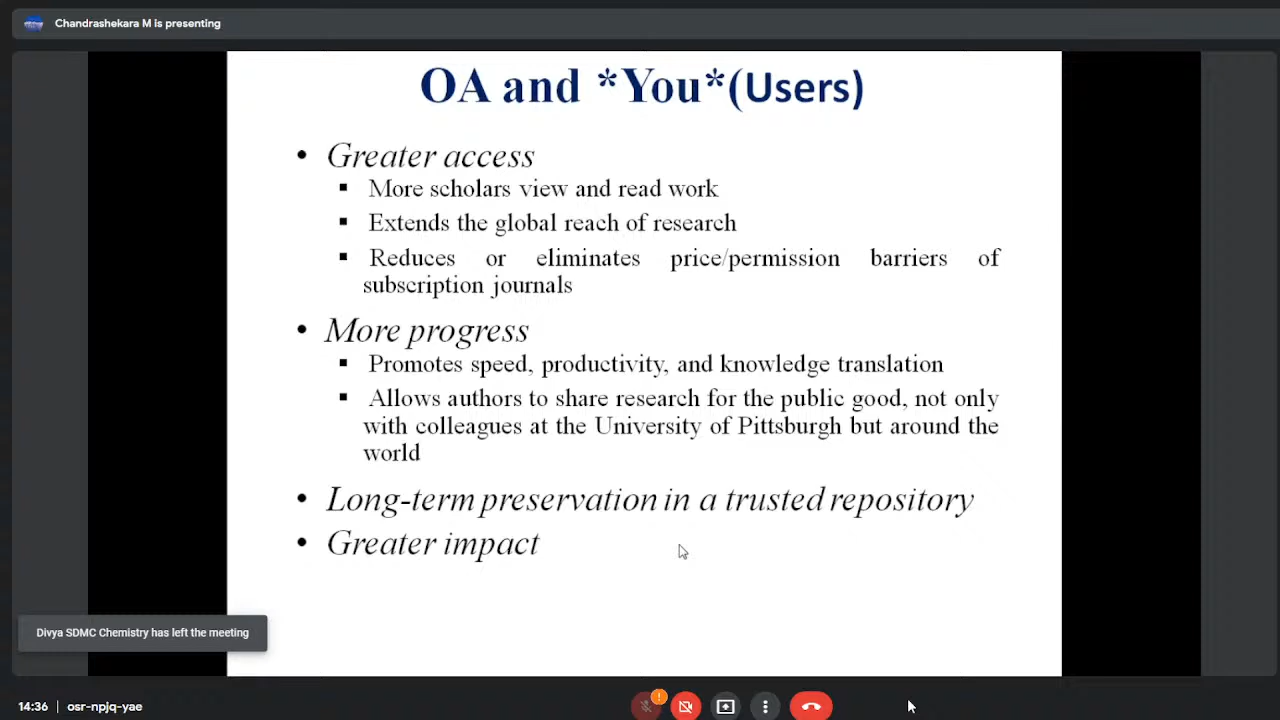 Chandrashekara M is presenting
OA and *You*(Users)
• Greater access
▪ More scholars view and read work
▪ Extends the global reach of research
▪ Reduces or eliminates price/permission barriers of
subscription journals
• More progress
▪ Promotes speed, productivity, and knowledge translation
▪ Allows authors to share research for the public good, not only
with colleagues at the University of Pittsburgh but around the
world
• Long-term preservation in a trusted repository
• Greater impact
Divya SDMC Chemistry has left the meeting
14:36 | osr-npjq-yae